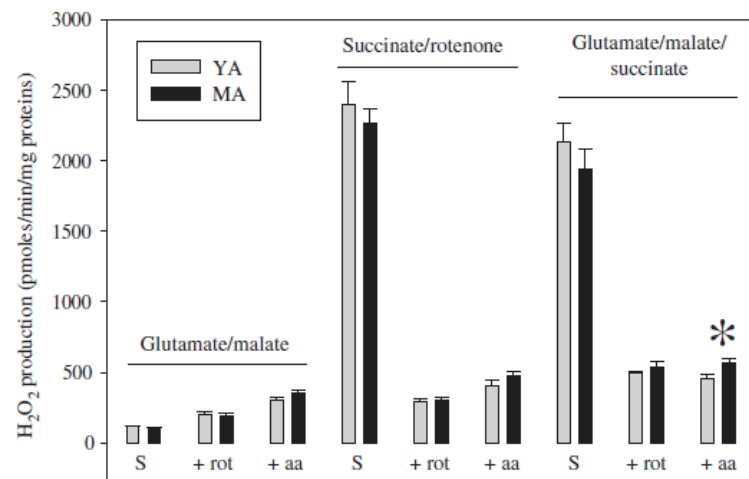 H₂O₂ production (pmoles/min/mg proteins)
3000
2500
2000
1500
1000
500
0
YA
MA
Glutamate/malate
Succinate/rotenone
Glutamate/malate/
succinate
*
S + rot + aa S + rot + aa S + rot + aa